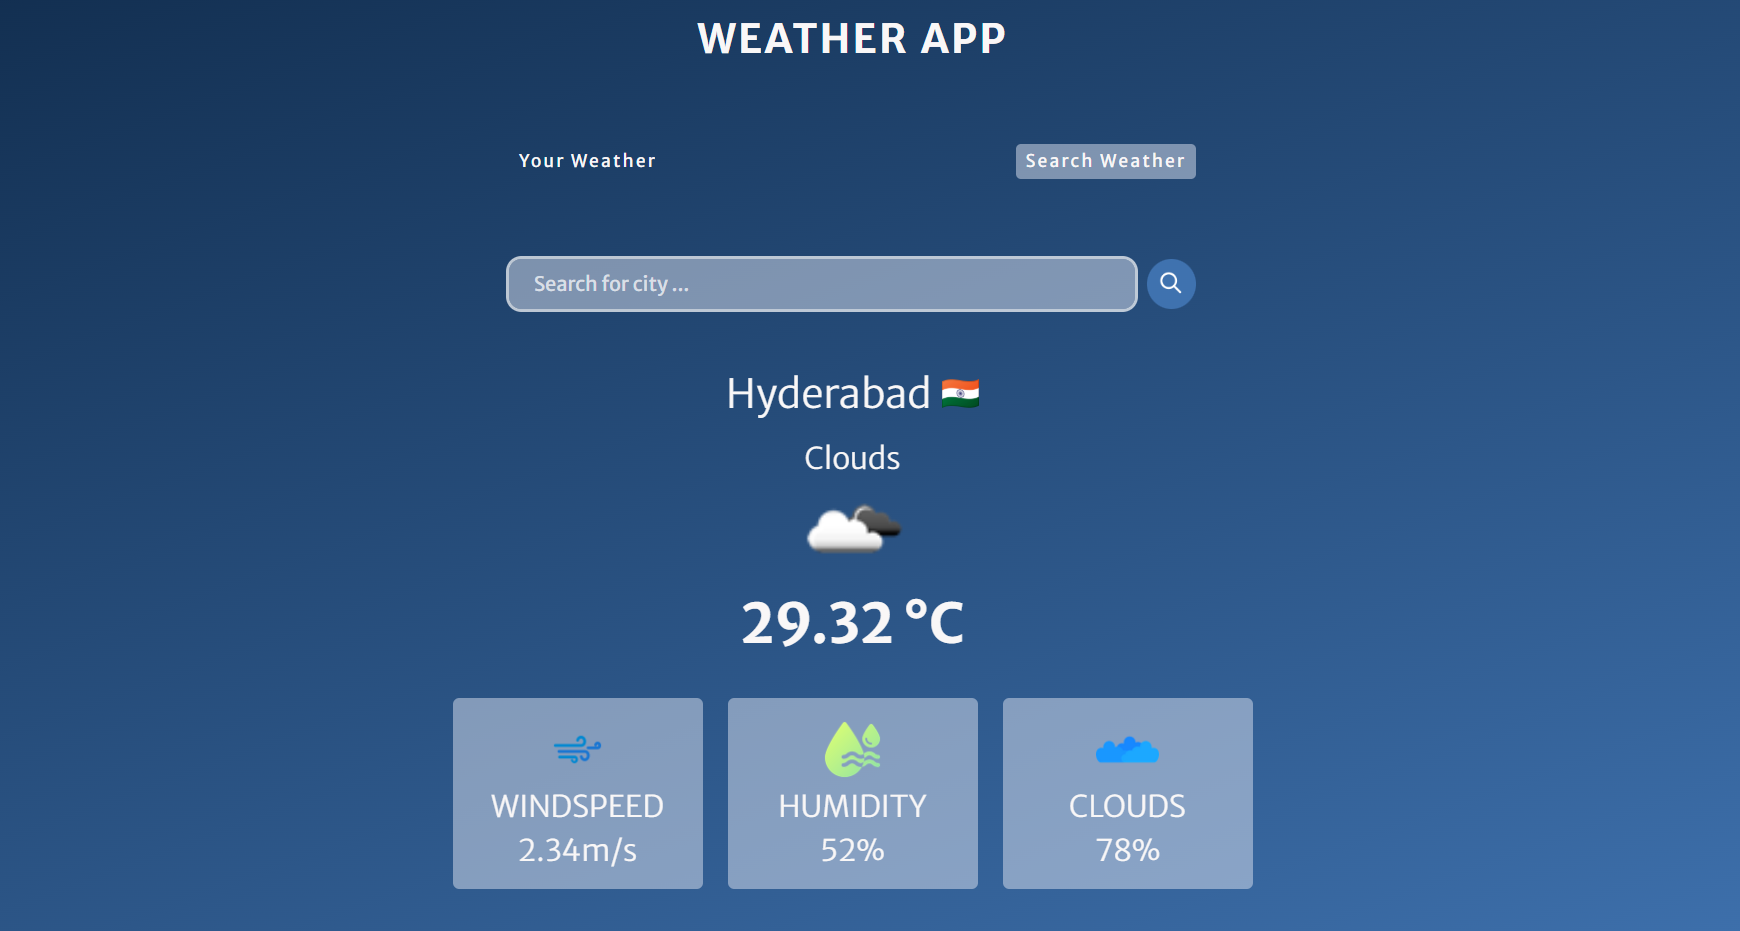 WEATHER APP
Your Weather
Search Weather
Search for city ...
Hyderabad
Clouds
29.32 °C
WINDSPEED
2.34m/s
HUMIDITY
52%
CLOUDS
78%